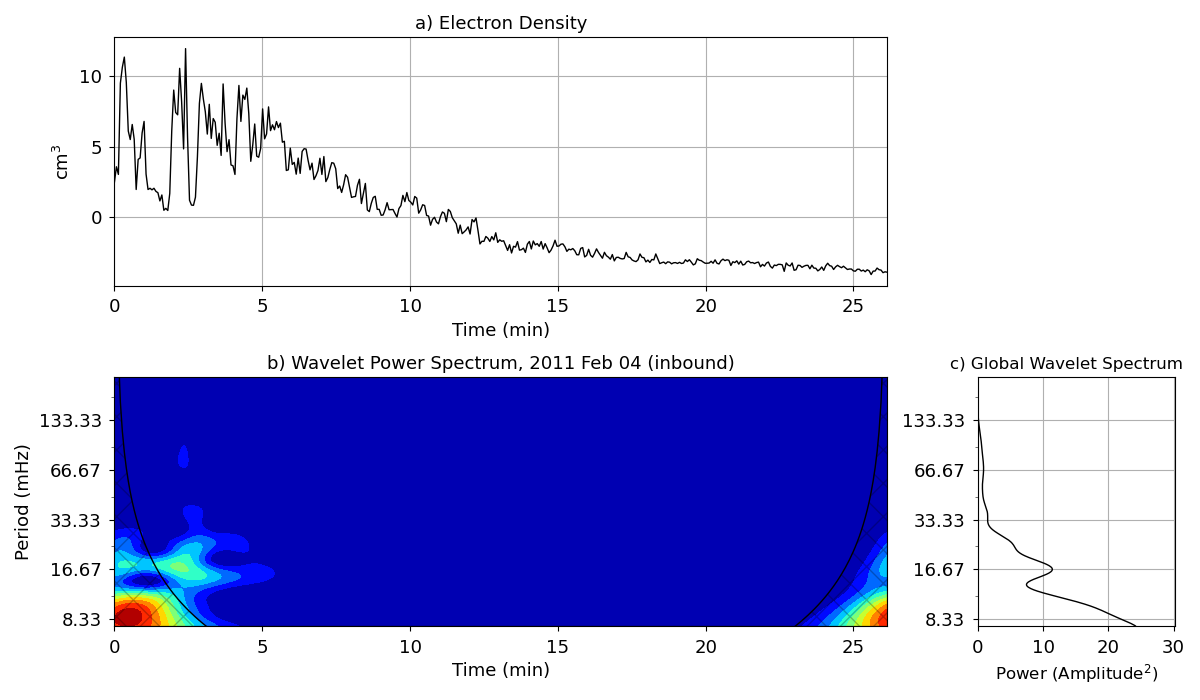 a) Electron Density
cm³
10
5
0
0 5 10 15 20 25
Time (min)
b) Wavelet Power Spectrum, 2011 Feb 04 (inbound)
Period (mHz)
133.33
66.67
33.33
16.67
8.33
0 5 10 15 20 25
Time (min)
c) Global Wavelet Spectrum
133.33
66.67
33.33
16.67
8.33
0 10 20 30
Power (Amplitude²)